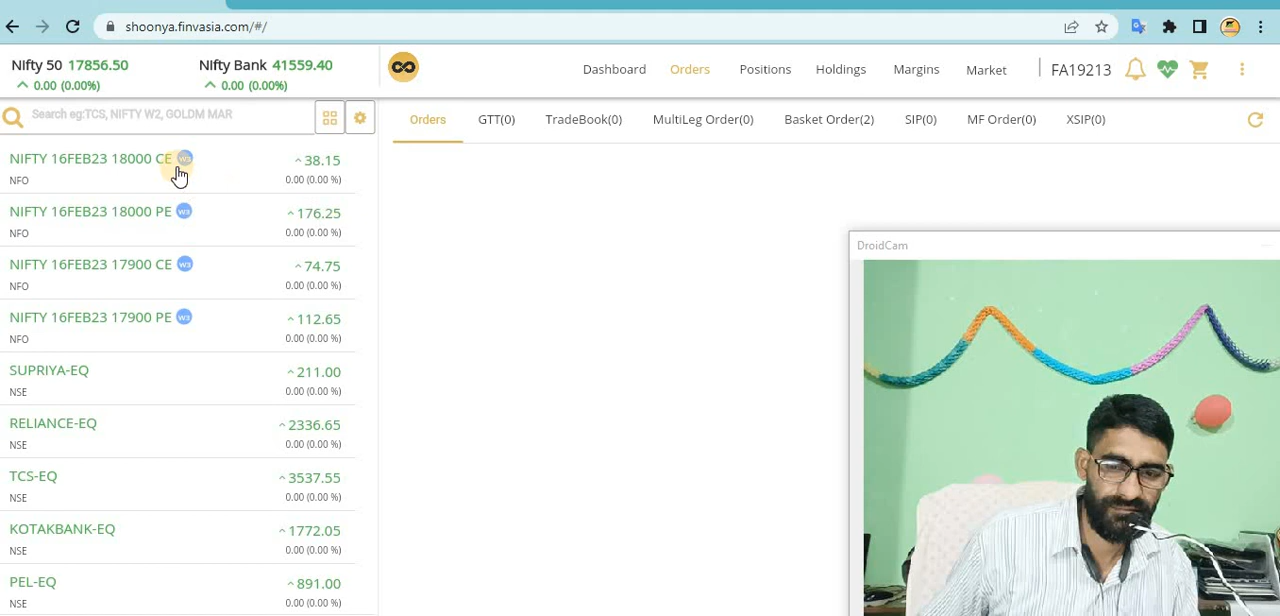 shoonya.finvasia.com/#/
NIfty 50 17856.50
0.00 (0.00%)
Nifty Bank 41559.40
0.00 (0.00%)
Dashboard
Orders
Positions
Holdings
Margins
Market
FA19213
Search eg:TCS, NIFTY W2, GOLDM MAR
Orders
GTT(0)
TradeBook(0)
MultiLeg Order(0)
Basket Order(2)
SIP(0)
MF Order(0)
XSIP(0)
NIFTY 16FEB23 18000 CE W3 38.15
NFO 0.00 (0.00 %)
NIFTY 16FEB23 18000 PE W3 176.25
NFO 0.00 (0.00 %)
NIFTY 16FEB23 17900 CE W3 74.75
NFO 0.00 (0.00 %)
NIFTY 16FEB23 17900 PE W3 112.65
NFO 0.00 (0.00 %)
SUPRIYA-EQ 211.00
NSE 0.00 (0.00 %)
RELIANCE-EQ 2336.65
NSE 0.00 (0.00 %)
TCS-EQ 3537.55
NSE 0.00 (0.00 %)
KOTAKBANK-EQ 1772.05
NSE 0.00 (0.00 %)
PEL-EQ 891.00
NSE 0.00 (0.00 %)
DroidCam